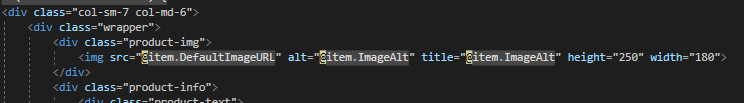 <div class="col-sm-7 col-md-6">
<div class="wrapper">
<div class="product-img">
<img src="@item.DefaultImageURL" alt="@item.ImageAlt" title="@item.ImageAlt" height="250" width="180">
</div>
<div class="product-info">
<div class="product-text">